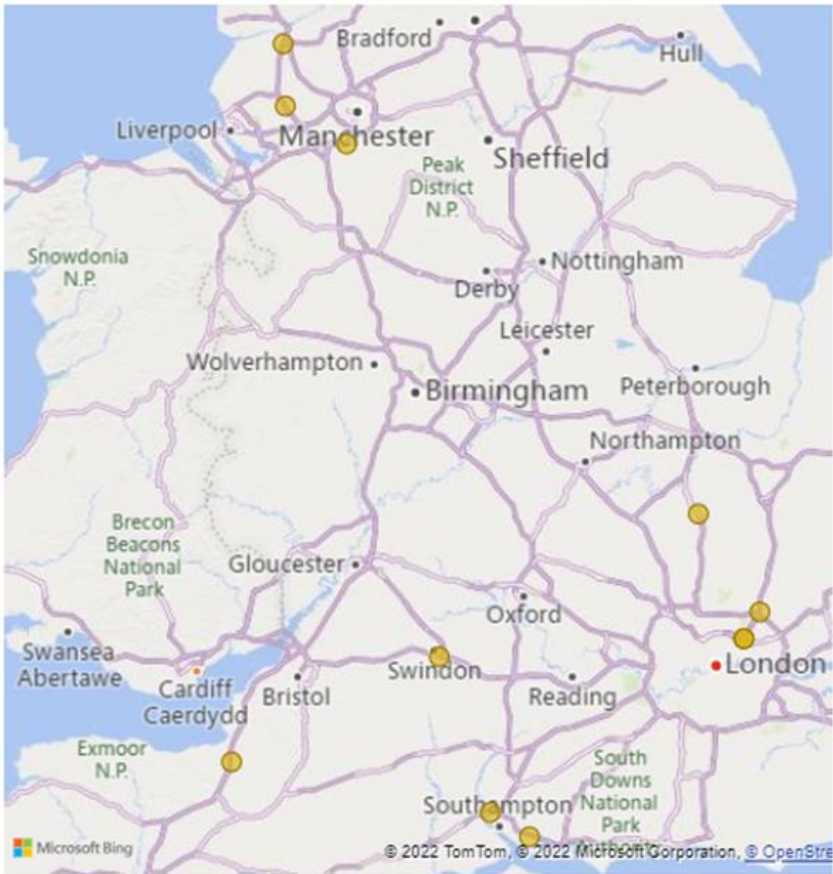 Bradford
Hull
Liverpool
Manchester
Sheffield
Peak
District
N.P.
Snowdonia
N.P.
Nottingham
Derby
Leicester
Wolverhampton
Birmingham
Peterborough
Northampton
Brecon
Beacons
National
Park
Gloucester
Oxford
Swansea
Abertawe
Swindon
London
Cardiff
Caerdydd
Bristol
Reading
Exmoor
N.P.
South
Downs
National
Park
Southampton
Microsoft Bing
© 2022 TomTom, © 2022 Microsoft Corporation, © OpenStre